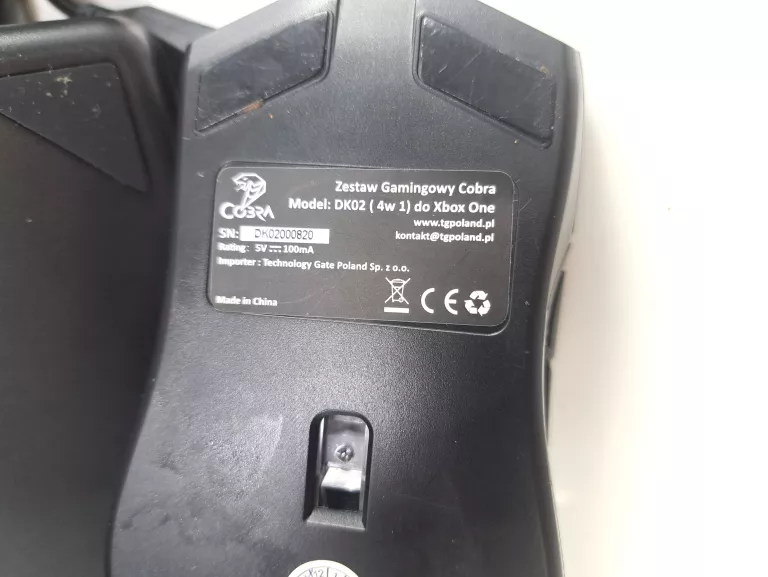 COBRA
Zestaw Gamingowy Cobra
Model: DK02 ( 4w 1) do Xbox One
www.tgpoland.pl
kontakt@tgpoland.pl
SN: DK02000820
Rating: 5V⎓100mA
Importer : Technology Gate Poland Sp. z o.o.
Made in China
CE